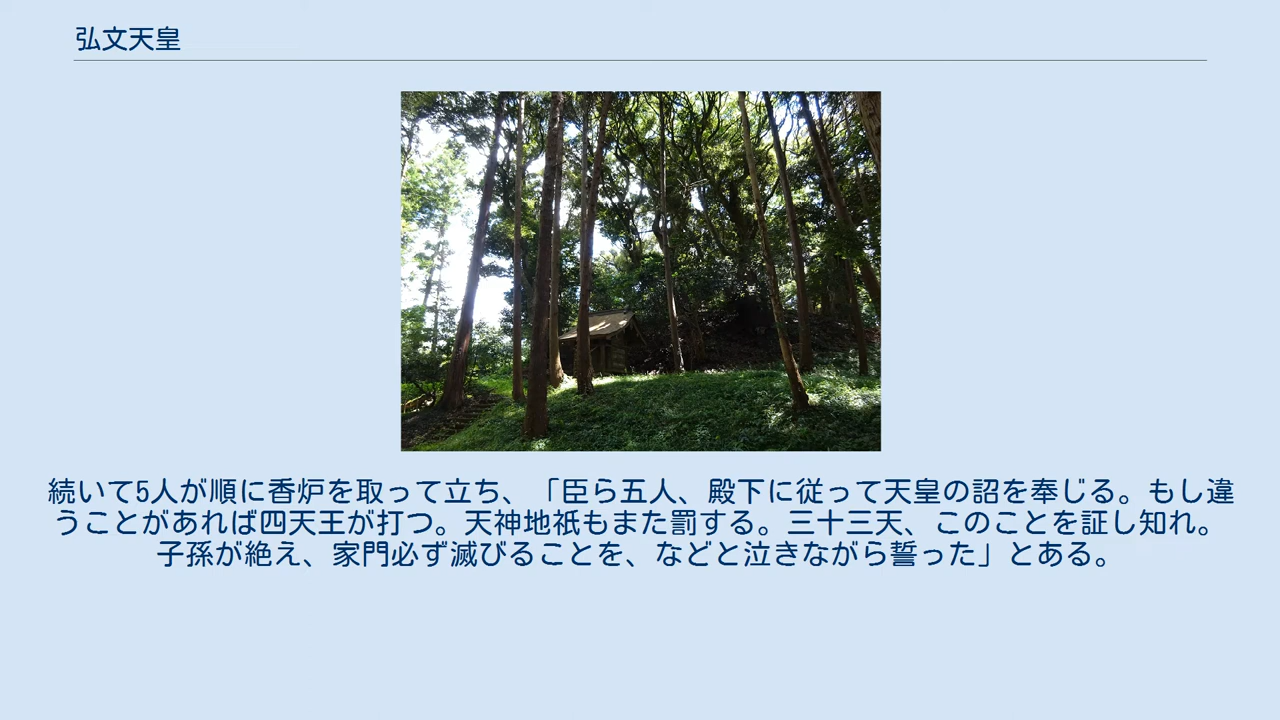 弘文天皇
続いて5人が順に香炉を取って立ち、「臣ら五人、殿下に従って天皇の詔を奉じる。もし違
うことがあれば四天王が打つ。天神地祇もまた罰する。三十三天、このことを証し知れ。
子孫が絶え、家門必ず滅びることを、などと泣きながら誓った」とある。